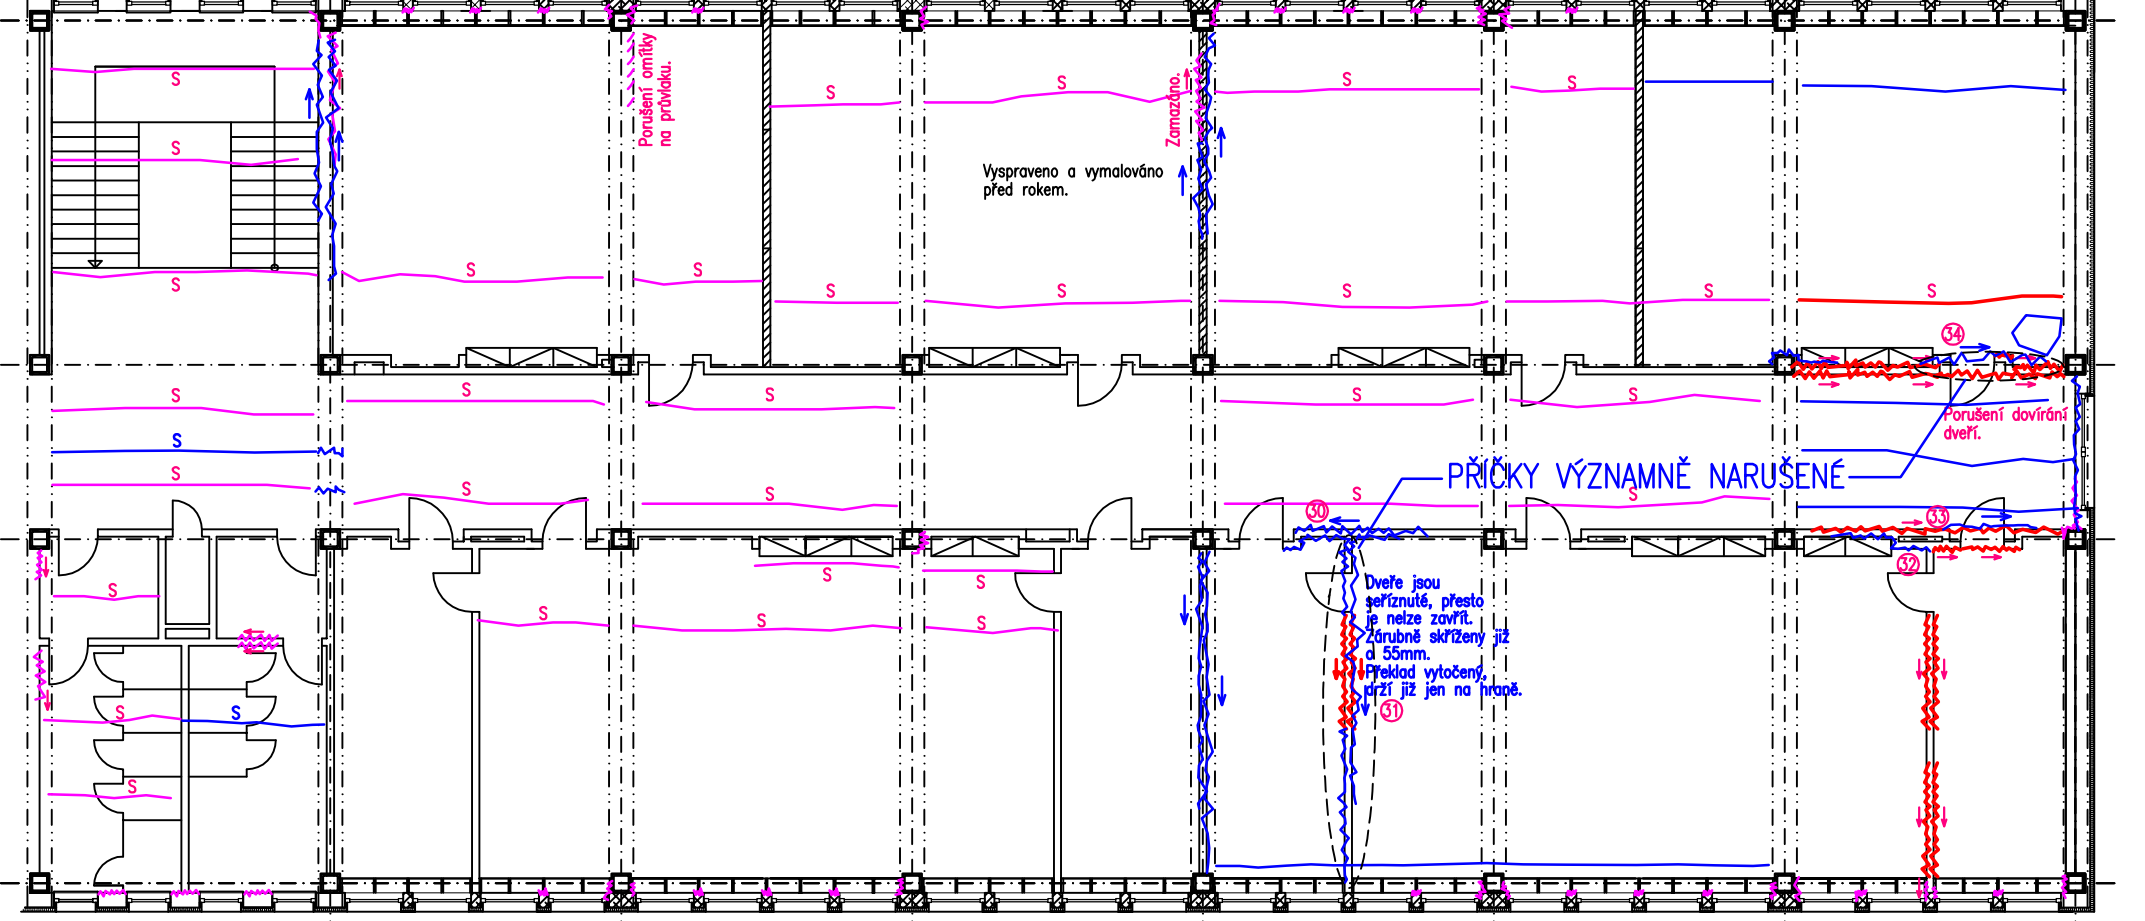 S
S
S
S
S
S
Porušení omítky
na průvlaku.
Zamazáno.
Vyspraveno a vymalováno
před rokem.
S
S
S
S
S
S
S
S
S
34
S
S
S
S
S
Porušení dovírání
dveří.
S
S
S
S
S
S
PŘÍČKY VÝZNAMNĚ NARUŠENÉ
30
33
32
S
S
S
S
S
S
Dveře jsou
seříznuté, přesto
je nelze zavřít.
Zárubně skříženy již
o 55mm.
Překlad vytočený,
drží již jen na hraně.
31
S
S
S